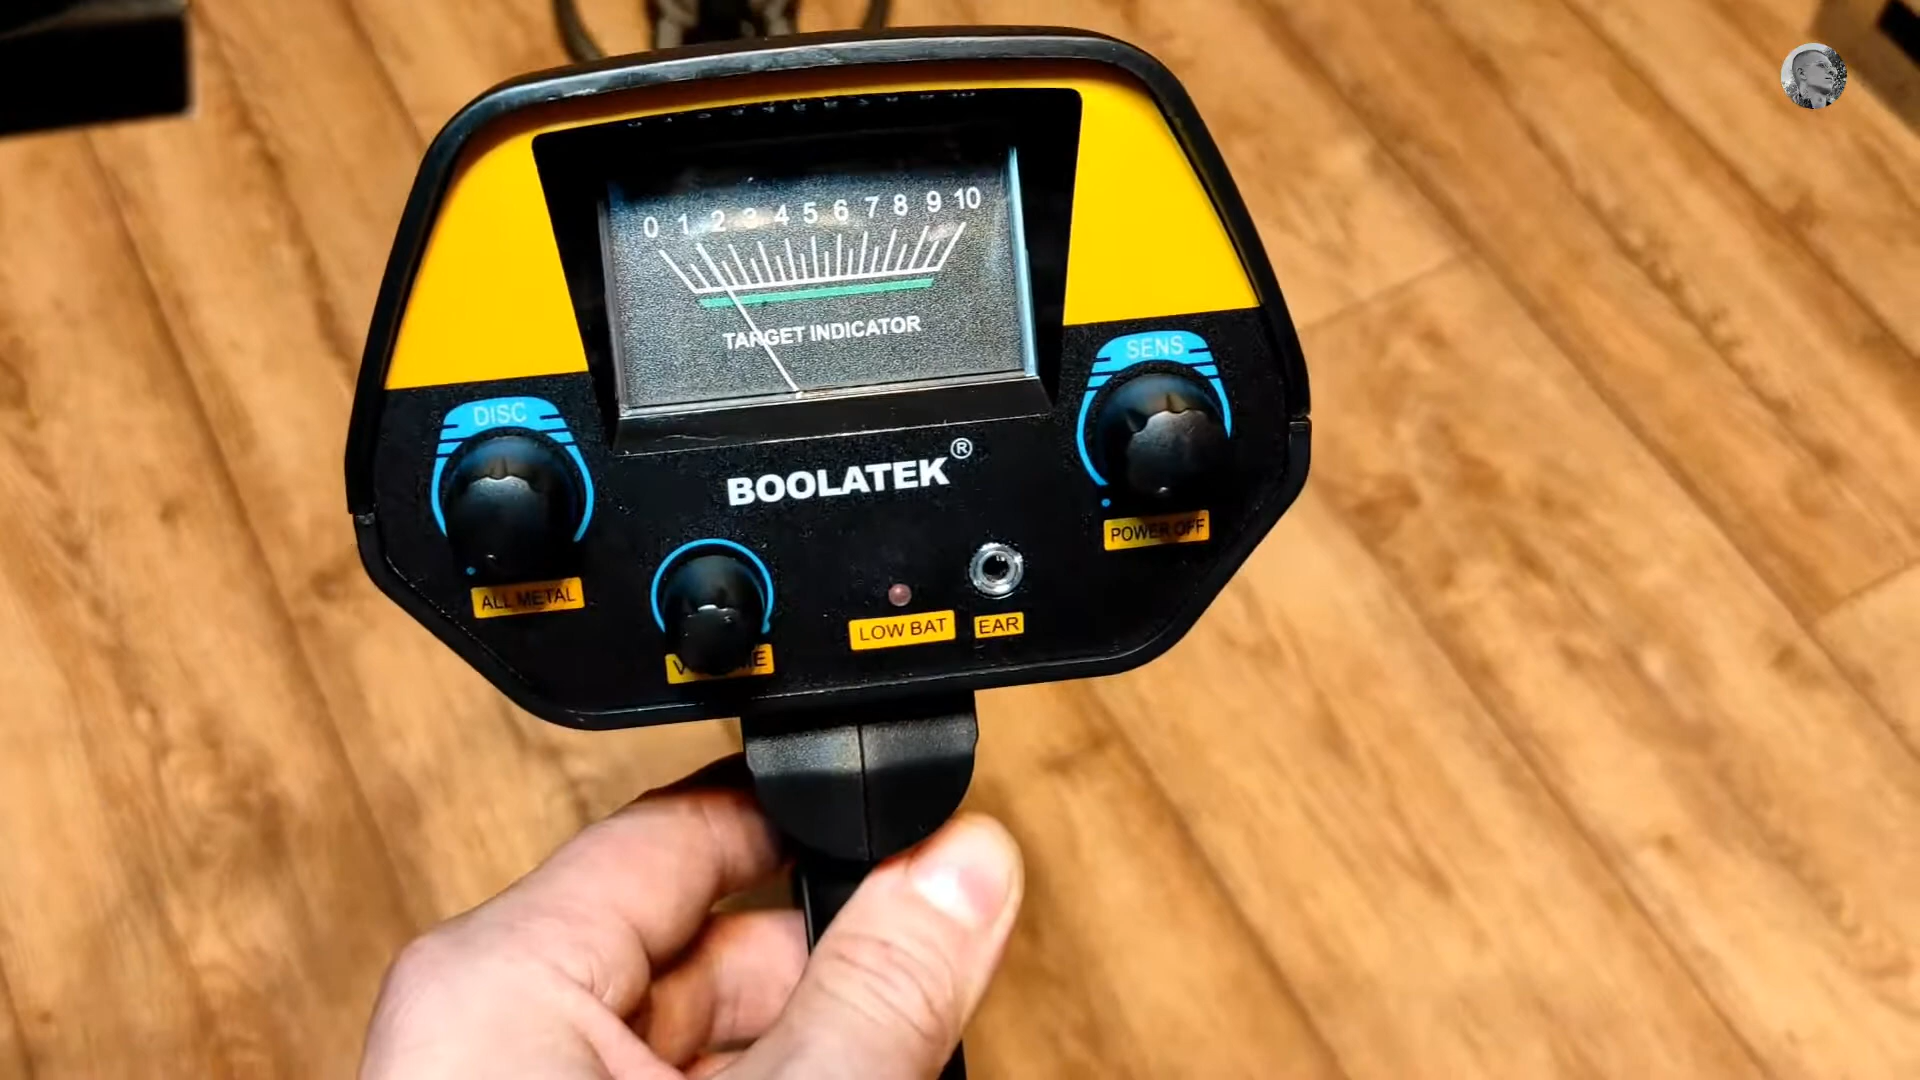 0 1 2 3 4 5 6 7 8 9 10
TARGET INDICATOR
DISC
SENS
BOOLATEK®
POWER OFF
ALL METAL
LOW BAT
EAR